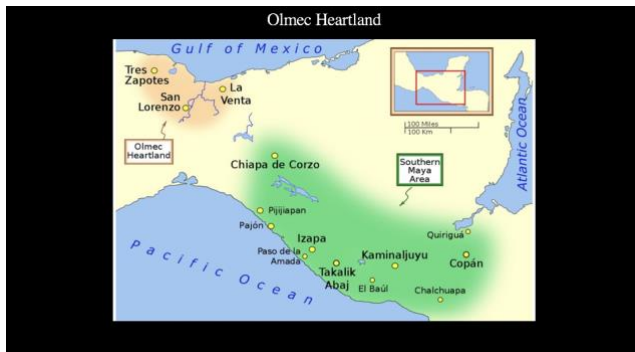 Olmec Heartland
Gulf of Mexico
Tres
Zapotes
La
Venta
San
Lorenzo
Olmec
Heartland
100 Miles
100 Km
Atlantic Ocean
Chiapa de Corzo
Southern
Maya
Area
Pijijiapan
Pajón
Izapa
Paso de la
Amada
Takalik
Abaj
Kaminaljuyu
El Baúl
Quirigua
Copán
Chalchuapa
Pacific Ocean